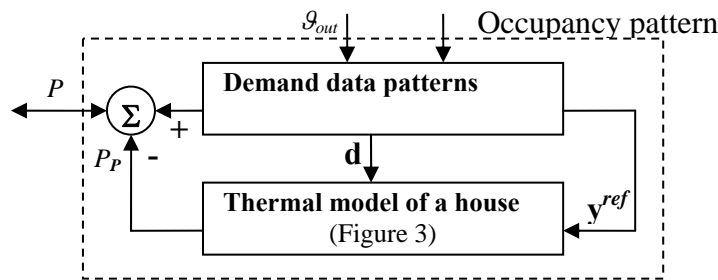 ϑout Occupancy pattern
P Demand data patterns
Σ
+
PP - d
Thermal model of a house yref
(Figure 3)